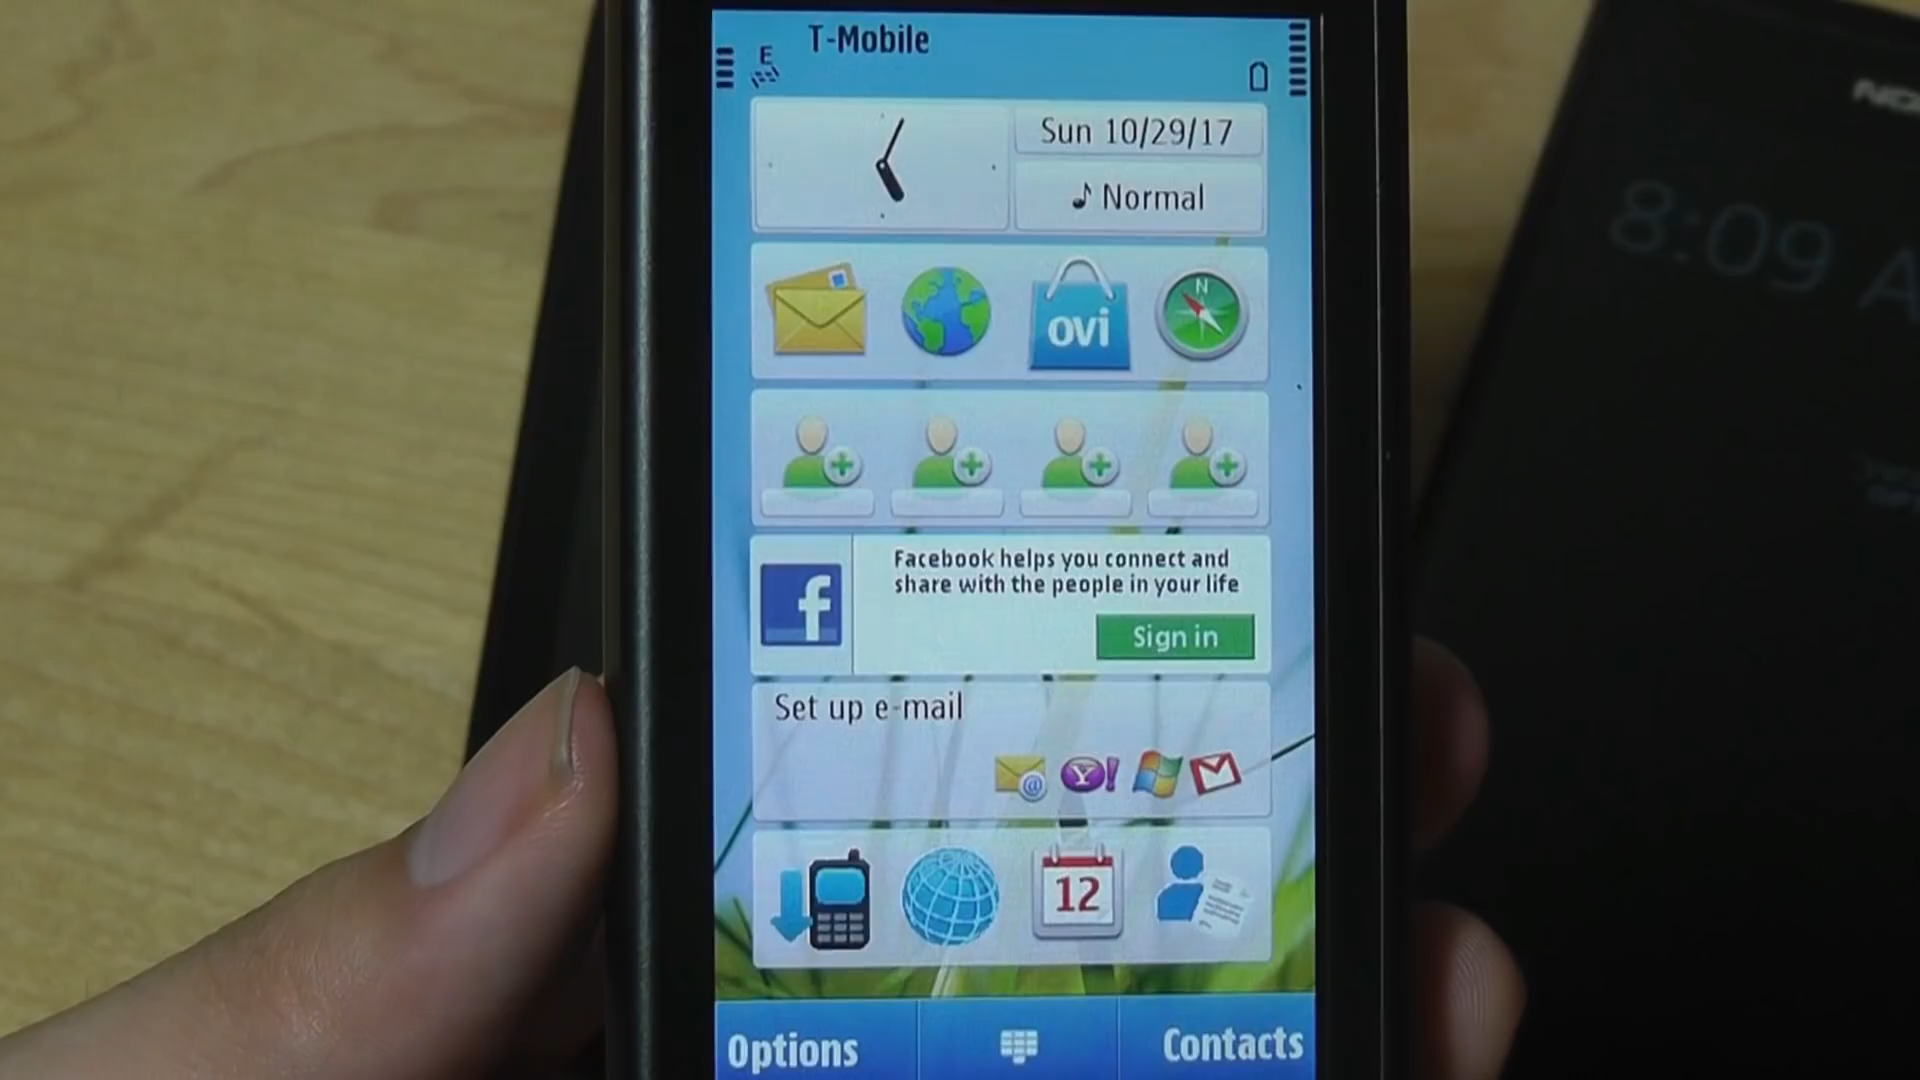 T-Mobile
E
Sun 10/29/17
Normal
N
ovi
Facebook helps you connect and
share with the people in your life
f
Sign in
Set up e-mail
@
Y!
M
12
Options
Contacts
8:09 A